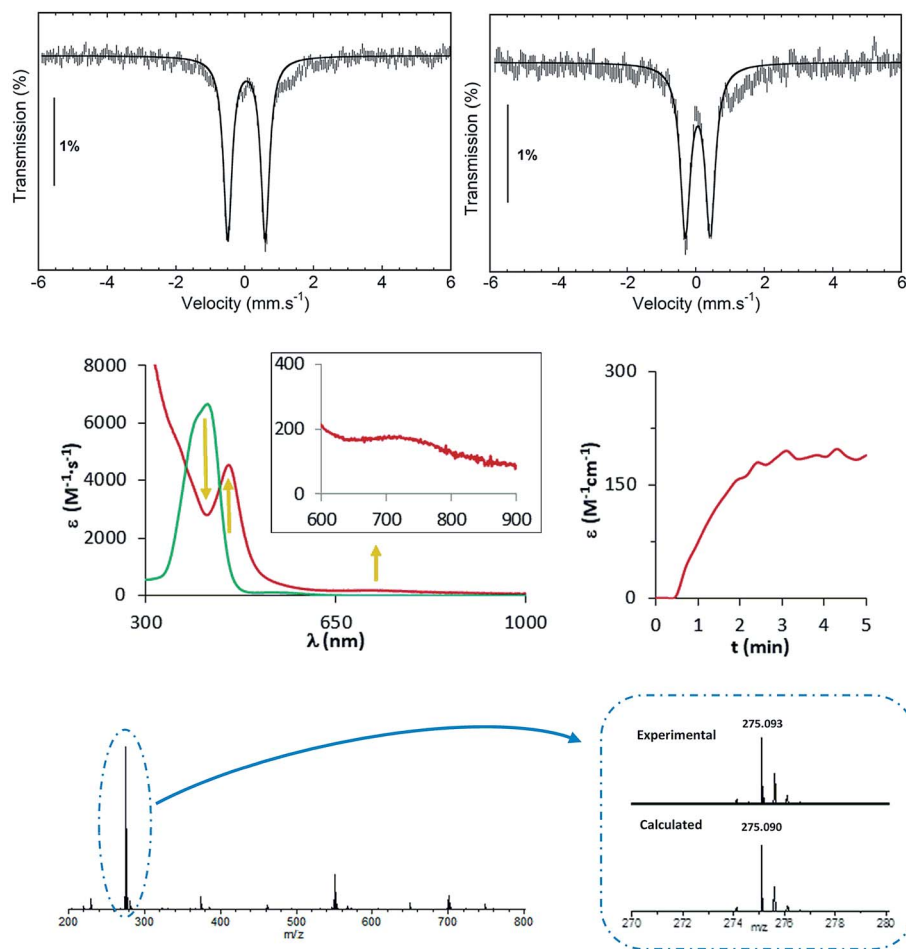 Transmission (%)
1%
-6 -4 -2 0 2 4 6
Velocity (mm.s⁻¹)
Transmission (%)
1%
-6 -4 -2 0 2 4 6
Velocity (mm.s⁻¹)
ε (M⁻¹·s⁻¹)
8000
6000
4000
2000
0
300 650 1000
λ (nm)
400
200
0
600 700 800 900
ε (M⁻¹cm⁻¹)
300
150
0
0 1 2 3 4 5
t (min)
200 300 400 500 600 700 800
m/z
275.093
Experimental
Calculated
275.090
270 272 274 276 278 280
m/z